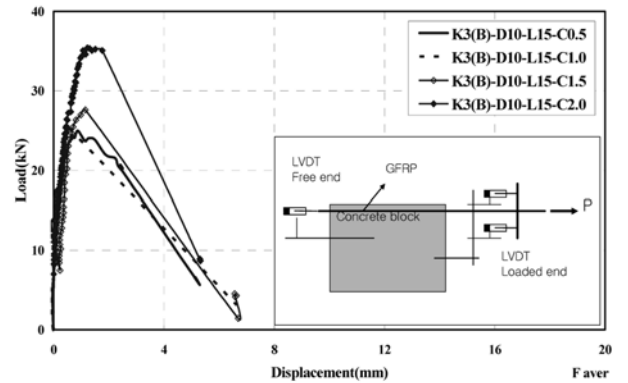 40
30
20
10
0
Load(kN)
K3(B)-D10-L15-C0.5
K3(B)-D10-L15-C1.0
K3(B)-D10-L15-C1.5
K3(B)-D10-L15-C2.0
LVDT
Free end
GFRP
Concrete block
P
LVDT
Loaded end
0 4 8 12 16 20
Displacement(mm)
F aver